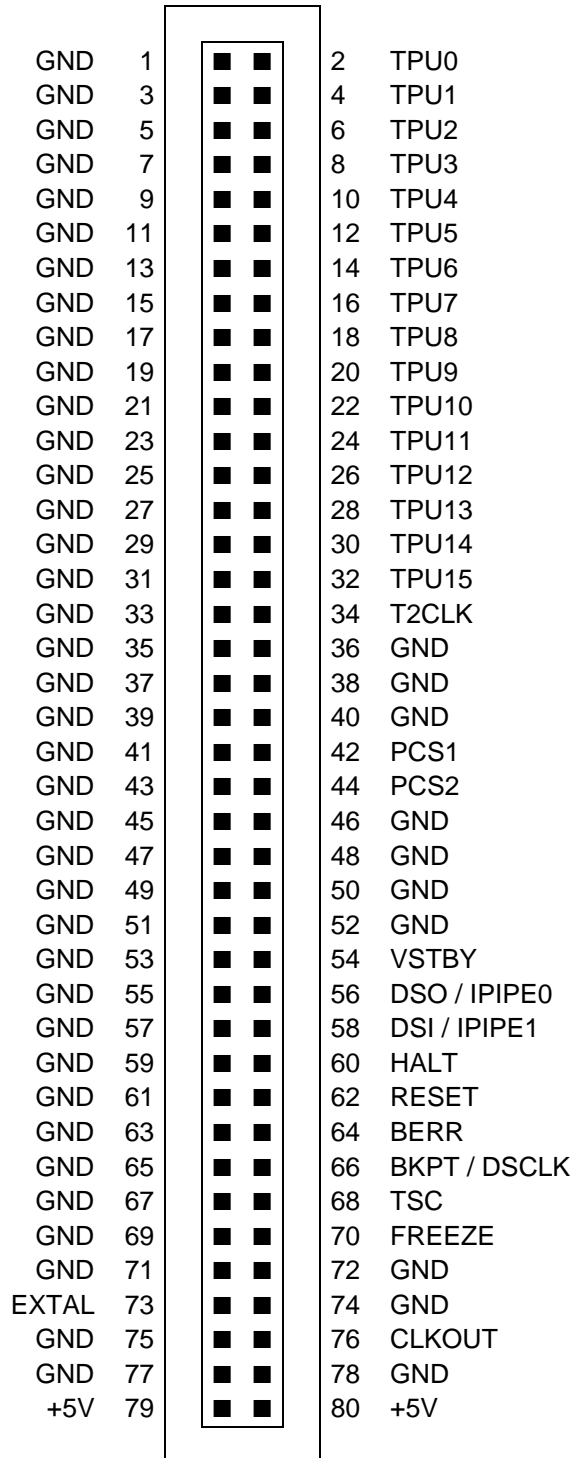 GND 1 2 TPU0
GND 3 4 TPU1
GND 5 6 TPU2
GND 7 8 TPU3
GND 9 10 TPU4
GND 11 12 TPU5
GND 13 14 TPU6
GND 15 16 TPU7
GND 17 18 TPU8
GND 19 20 TPU9
GND 21 22 TPU10
GND 23 24 TPU11
GND 25 26 TPU12
GND 27 28 TPU13
GND 29 30 TPU14
GND 31 32 TPU15
GND 33 34 T2CLK
GND 35 36 GND
GND 37 38 GND
GND 39 40 GND
GND 41 42 PCS1
GND 43 44 PCS2
GND 45 46 GND
GND 47 48 GND
GND 49 50 GND
GND 51 52 GND
GND 53 54 VSTBY
GND 55 56 DSO / IPIPE0
GND 57 58 DSI / IPIPE1
GND 59 60 HALT
GND 61 62 RESET
GND 63 64 BERR
GND 65 66 BKPT / DSCLK
GND 67 68 TSC
GND 69 70 FREEZE
GND 71 72 GND
EXTAL 73 74 GND
GND 75 76 CLKOUT
GND 77 78 GND
+5V 79 80 +5V